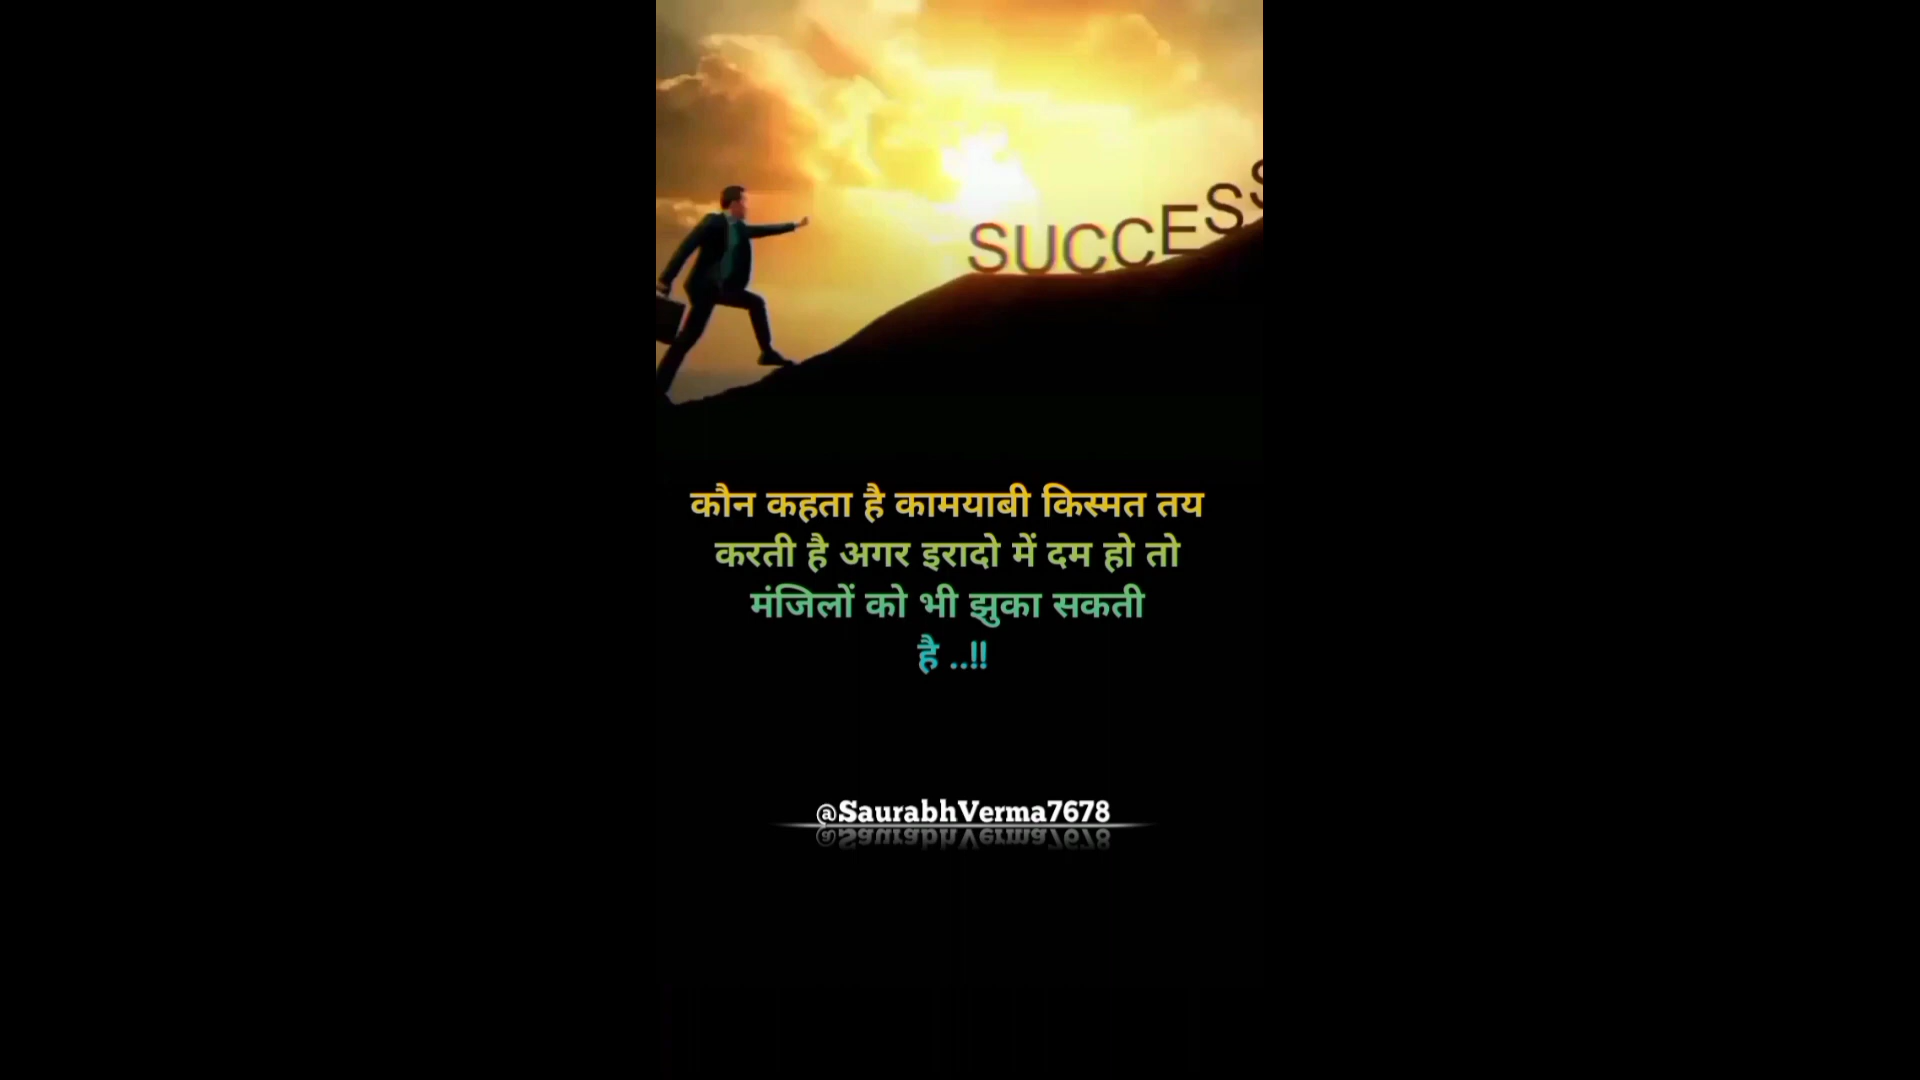 SUCCESS
कौन कहता है कामयाबी किस्मत तय
करती है अगर इरादो में दम हो तो
मंजिलों को भी झुका सकती
है ..!!
@SaurabhVerma7678